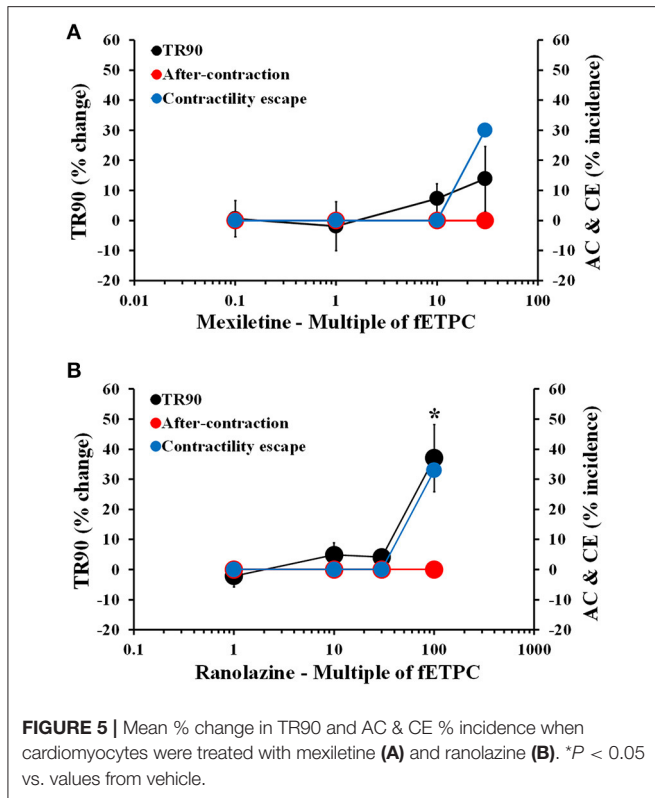 A
TR90
After-contraction
Contractility escape
TR90 (% change)
60
50
40
30
20
10
0
-10
-20
60
50
40
30
20
10
0
-10
-20
AC & CE (% incidence)
0.01 0.1 1 10 100
Mexiletine - Multiple of fETPC
B
TR90
After-contraction
Contractility escape
*
TR90 (% change)
60
50
40
30
20
10
0
-10
-20
60
50
40
30
20
10
0
-10
-20
AC & CE (% incidence)
0.1 1 10 100 1000
Ranolazine - Multiple of fETPC
FIGURE 5 | Mean % change in TR90 and AC & CE % incidence when
cardiomyocytes were treated with mexiletine (A) and ranolazine (B). *P < 0.05
vs. values from vehicle.